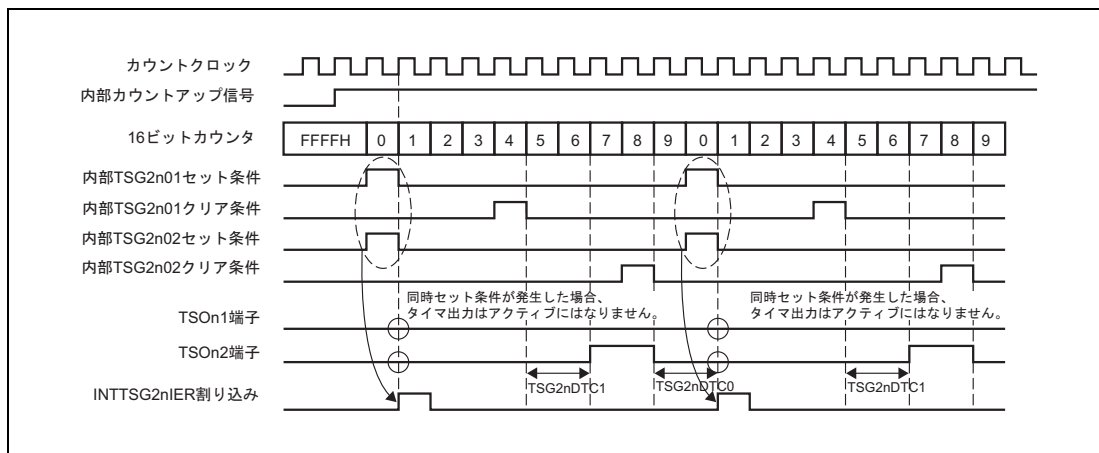 カウントクロック
内部カウントアップ信号
16ビットカウンタ FFFFH 0 1 2 3 4 5 6 7 8 9 0 1 2 3 4 5 6 7 8 9
内部TSG2n01セット条件
内部TSG2n01クリア条件
内部TSG2n02セット条件
内部TSG2n02クリア条件
同時セット条件が発生した場合、 同時セット条件が発生した場合、
タイマ出力はアクティブにはなりません。 タイマ出力はアクティブにはなりません。
TSOn1端子
TSOn2端子
TSG2nDTC1 TSG2nDTC0 TSG2nDTC1
INTTSG2nIER割り込み